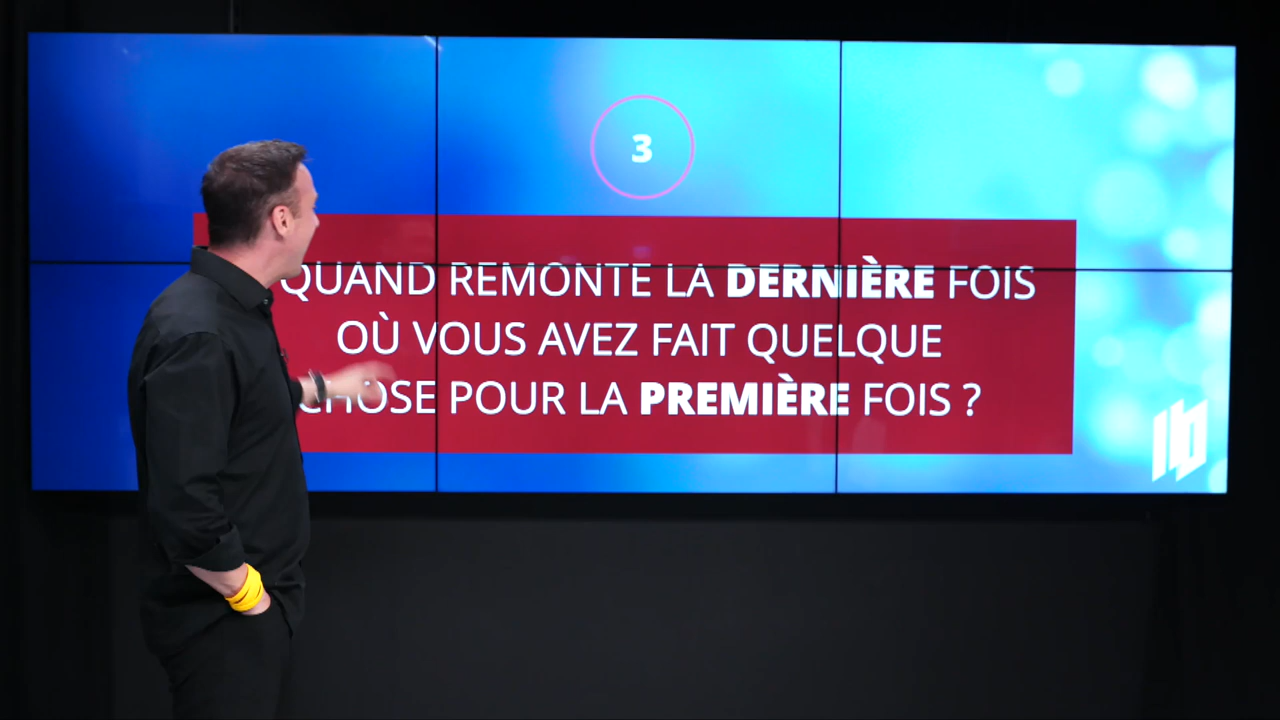 3
QUAND REMONTE LA DERNIÈRE FOIS
OÙ VOUS AVEZ FAIT QUELQUE
CHOSE POUR LA PREMIÈRE FOIS ?